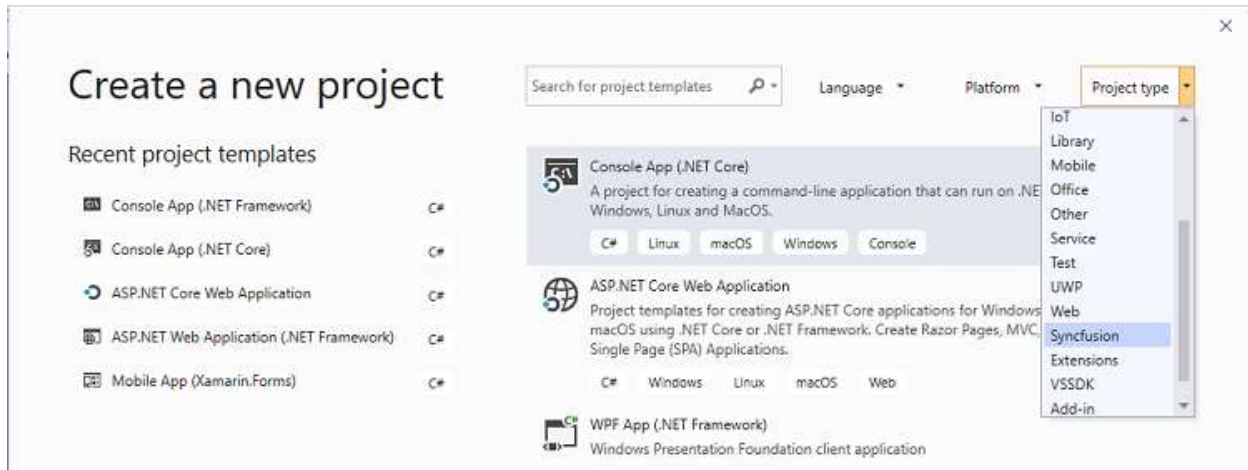 Create a new project
Search for project templates
Language
Platform
Project type
Recent project templates
Console App (.NET Framework) C#
Console App (.NET Core) C#
ASP.NET Core Web Application C#
ASP.NET Web Application (.NET Framework) C#
Mobile App (Xamarin.Forms) C#
Console App (.NET Core)
A project for creating a command-line application that can run on .NE
Windows, Linux and MacOS.
C# Linux macOS Windows Console
ASP.NET Core Web Application
Project templates for creating ASP.NET Core applications for Windows
macOS using .NET Core or .NET Framework. Create Razor Pages, MVC,
Single Page (SPA) Applications.
C# Windows Linux macOS Web
WPF App (.NET Framework)
Windows Presentation Foundation client application
IoT
Library
Mobile
Office
Other
Service
Test
UWP
Web
Syncfusion
Extensions
VSSDK
Add-in